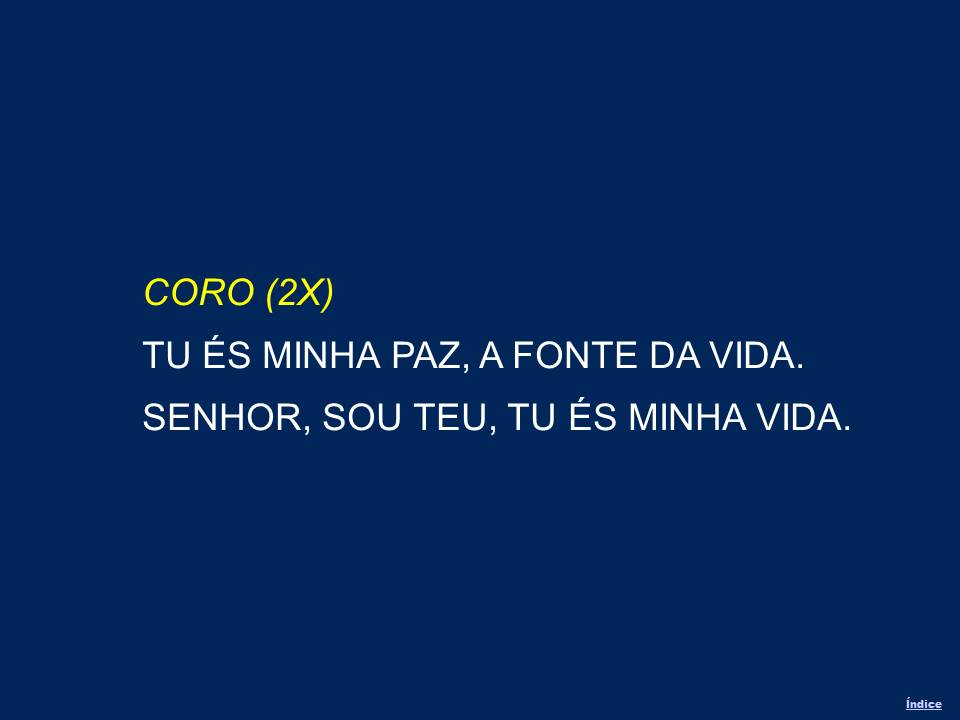 CORO (2X)
TU ÉS MINHA PAZ, A FONTE DA VIDA.
SENHOR, SOU TEU, TU ÉS MINHA VIDA.
Índice